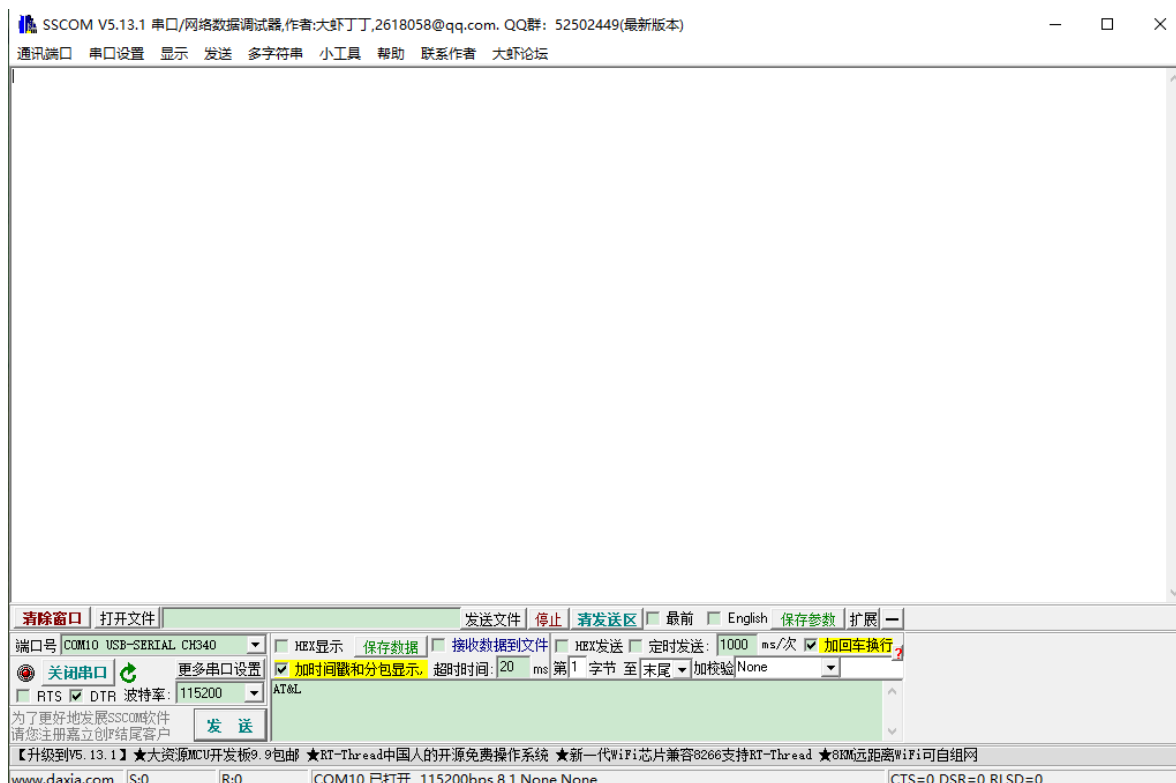 SSCOM V5.13.1 串口/网络数据调试器,作者:大虾丁丁,2618058@qq.com. QQ群: 52502449(最新版本)
通讯端口 串口设置 显示 发送 多字符串 小工具 帮助 联系作者 大虾论坛
清除窗口 打开文件 发送文件 停止 清发送区 最前 English 保存参数 扩展 —
端口号 COM10 USB-SERIAL CH340 HEX显示 保存数据 接收数据到文件 HEX发送 定时发送: 1000 ms/次 加回车换行 ?
关闭串口 更多串口设置 加时间戳和分包显示, 超时时间: 20 ms 第 1 字节 至 末尾 加校验 None
RTS DTR 波特率: 115200 AT&L
为了更好地发展SSCOM软件
请您注册嘉立创F结尾客户 发 送
【升级到V5.13.1】★大资源MCU开发板9.9包邮 ★RT-Thread中国人的开源免费操作系统 ★新一代WiFi芯片兼容8266支持RT-Thread ★8KM远距离WiFi可自组网
www.daxia.com S:0 R:0 COM10 已打开 115200bps,8,1,None,None CTS=0 DSR=0 RLSD=0